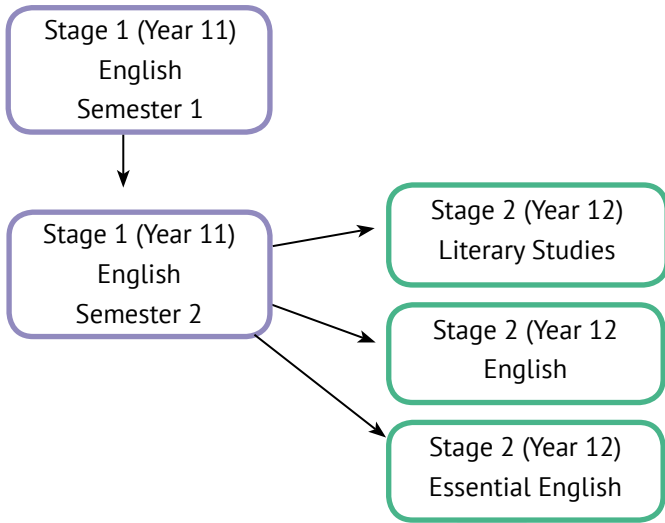 Stage 1 (Year 11)
English
Semester 1
Stage 1 (Year 11)
English
Semester 2
Stage 2 (Year 12)
Literary Studies
Stage 2 (Year 12
English
Stage 2 (Year 12)
Essential English